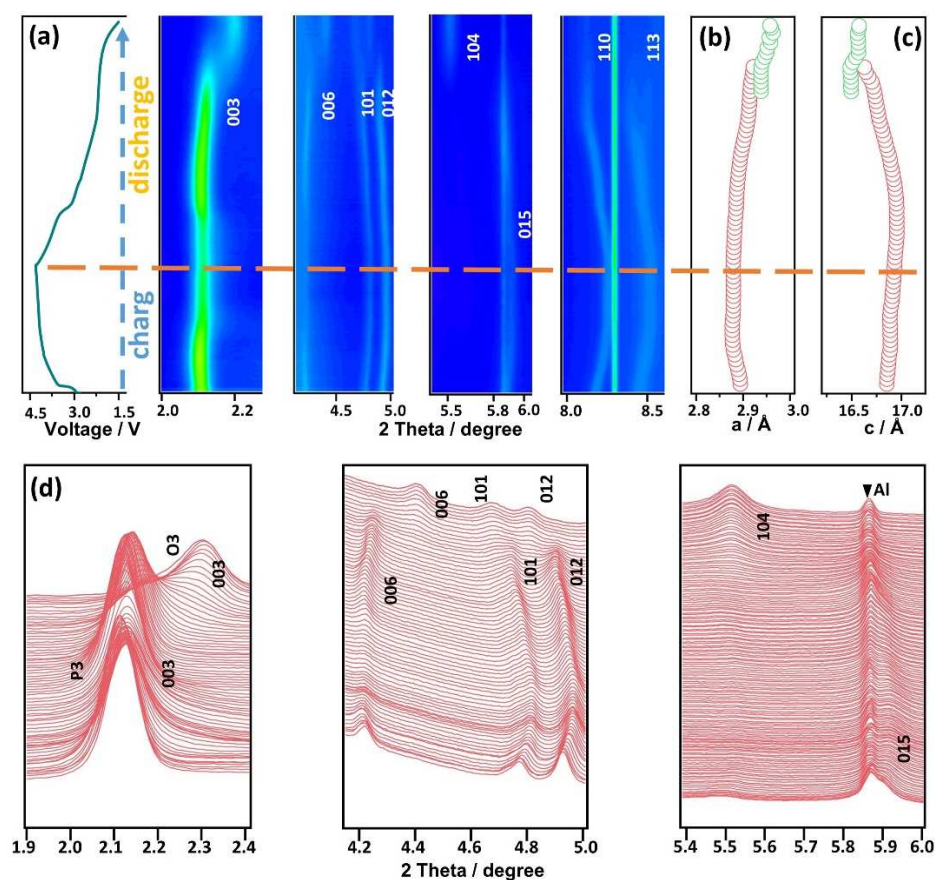 (a)
discharge
charg
4.5 3.0 1.5
Voltage / V
003
2.0 2.2
006
101
012
4.5 5.0
104
015
5.5 5.8 6.0
110
113
8.0 8.5
2 Theta / degree
(b)
2.8 2.9 3.0
a / Å
(c)
16.5 17.0
c / Å
(d)
O3
003
P3
003
1.9 2.0 2.1 2.2 2.3 2.4
006
101
012
006
101
012
4.2 4.4 4.6 4.8 5.0
2 Theta / degree
Al
104
015
5.4 5.5 5.6 5.7 5.8 5.9 6.0